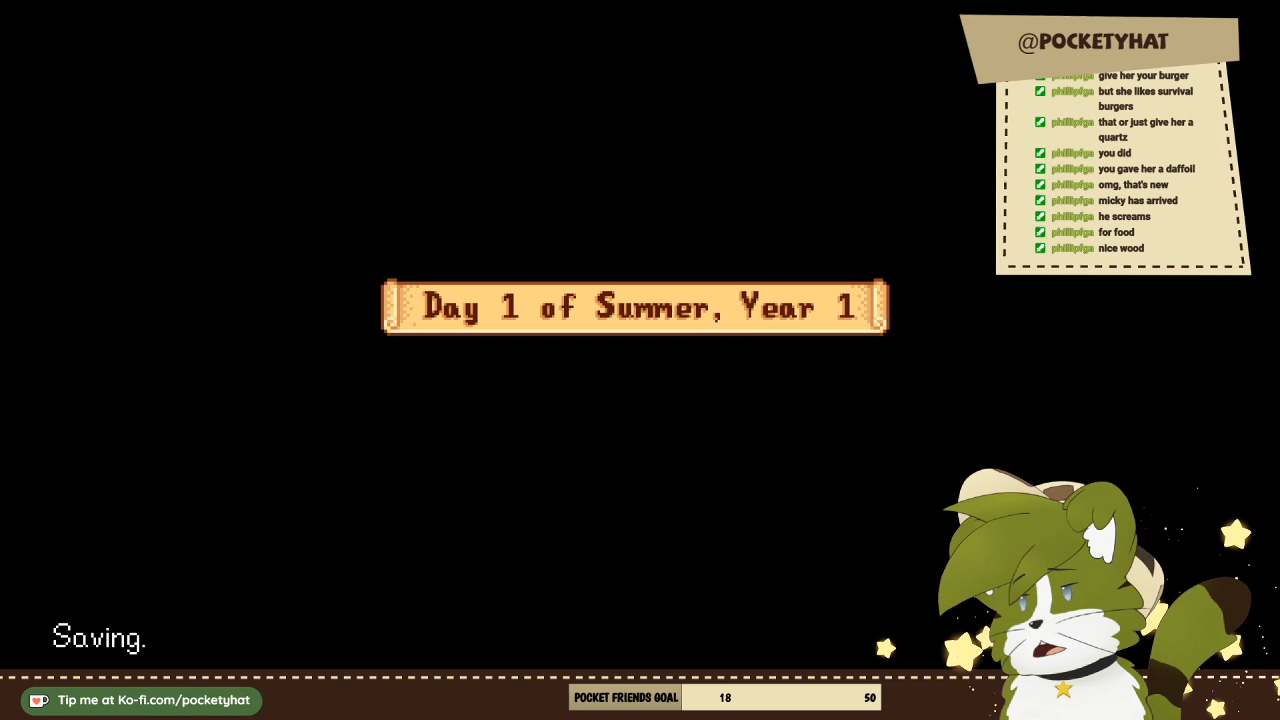 @POCKETYHAT
phillipfga give her your burger
phillipfga but she likes survival
burgers
phillipfga that or just give her a
quartz
phillipfga you did
phillipfga you gave her a daffoil
phillipfga omg, that's new
phillipfga micky has arrived
phillipfga he screams
phillipfga for food
phillipfga nice wood
Day 1 of Summer, Year 1
Saving.
Tip me at Ko-fi.com/pocketyhat
POCKET FRIENDS GOAL 18 50